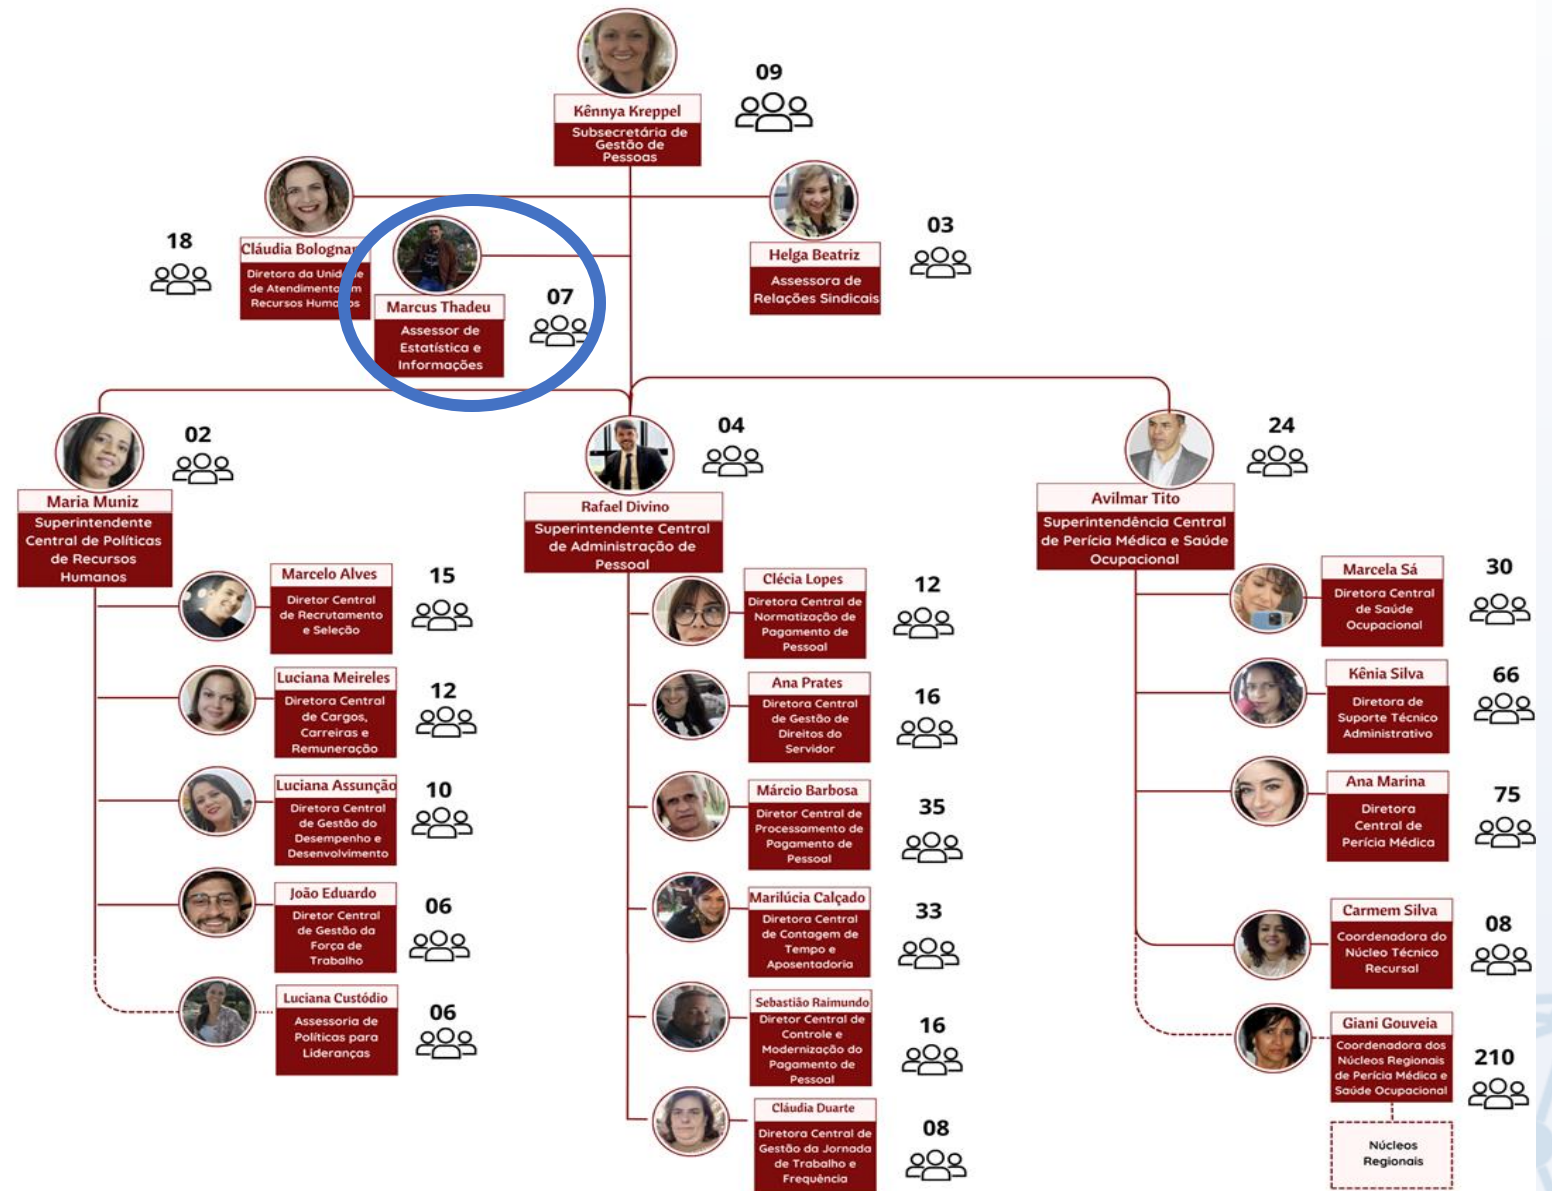 09
Kênnya Kreppel
Subsecretária de
Gestão de
Pessoas
18
Cláudia Bolognan
Diretora da Unidade
de Atendimento em
Recursos Humanos
Marcus Thadeu
Assessor de
Estatística e
Informações
07
Helga Beatriz
Assessora de
Relações Sindicais
03
02
Maria Muniz
Superintendente
Central de Políticas
de Recursos
Humanos
Marcelo Alves
Diretor Central
de Recrutamento
e Seleção
15
Luciana Meireles
Diretora Central
de Cargos,
Carreiras e
Remuneração
12
Luciana Assunção
Diretora Central
de Gestão do
Desempenho e
Desenvolvimento
10
João Eduardo
Diretor Central
de Gestão da
Força de
Trabalho
06
Luciana Custódio
Assessoria de
Políticas para
Lideranças
06
04
Rafael Divino
Superintendente Central
de Administração de
Pessoal
Clécia Lopes
Diretora Central de
Normatização de
Pagamento de
Pessoal
12
Ana Prates
Diretora Central
de Gestão de
Direitos do
Servidor
16
Márcio Barbosa
Diretor Central de
Processamento de
Pagamento de
Pessoal
35
Marilúcia Calçado
Diretora Central
de Contagem de
Tempo e
Aposentadoria
33
Sebastião Raimundo
Diretor Central de
Controle e
Modernização do
Pagamento de
Pessoal
16
Cláudia Duarte
Diretora Central de
Gestão da Jornada
de Trabalho e
Frequência
08
24
Avilmar Tito
Superintendência Central
de Perícia Médica e Saúde
Ocupacional
Marcela Sá
Diretora Central
de Saúde
Ocupacional
30
Kênia Silva
Diretora de
Suporte Técnico
Administrativo
66
Ana Marina
Diretora
Central de
Perícia Médica
75
Carmem Silva
Coordenadora do
Núcleo Técnico
Recursal
08
Giani Gouveia
Coordenadora dos
Núcleos Regionais
de Perícia Médica e
Saúde Ocupacional
210
Núcleos
Regionais